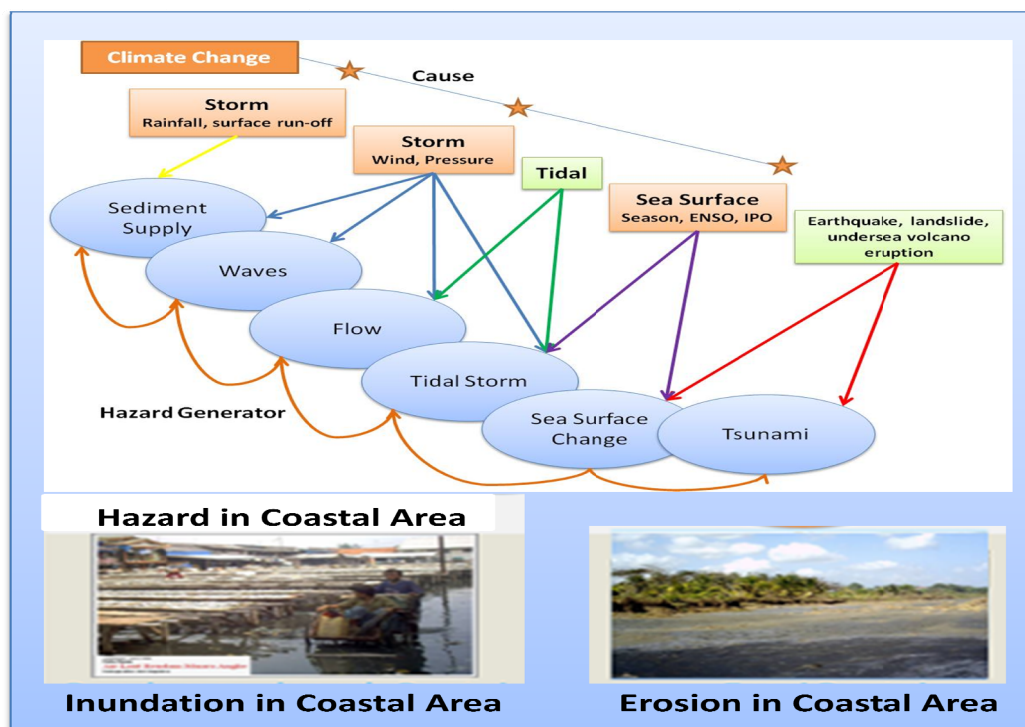 Climate Change
Cause
Storm
Rainfall, surface run-off
Storm
Wind, Pressure
Tidal
Sea Surface
Season, ENSO, IPO
Earthquake, landslide,
undersea volcano
eruption
Sediment
Supply
Waves
Flow
Tidal Storm
Sea Surface
Change
Tsunami
Hazard Generator
Hazard in Coastal Area
Inundation in Coastal Area
Erosion in Coastal Area